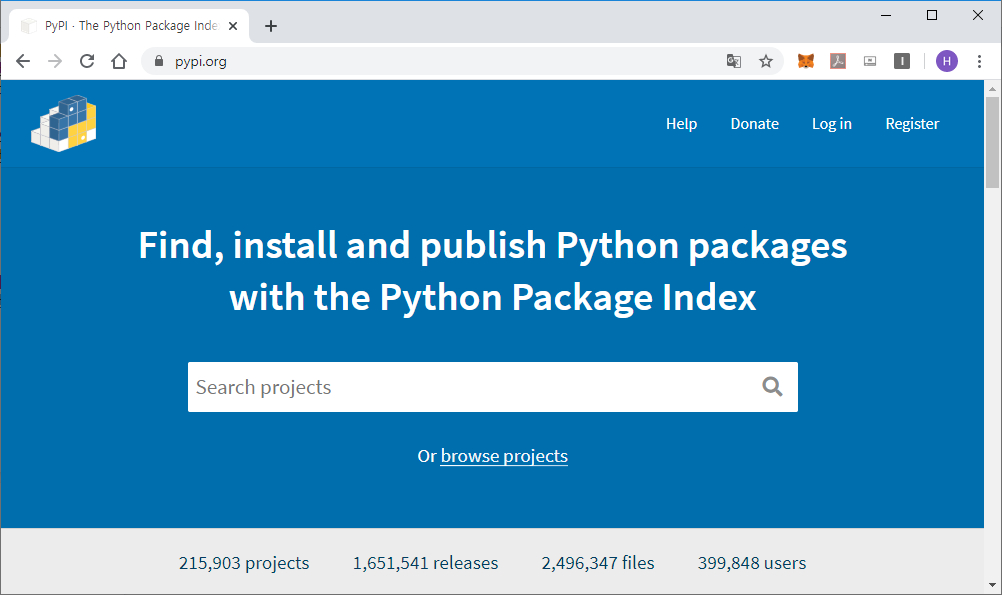 PyPI · The Python Package Inde
pypi.org
H
Help Donate Log in Register
Find, install and publish Python packages
with the Python Package Index
Search projects
Or browse projects
215,903 projects 1,651,541 releases 2,496,347 files 399,848 users